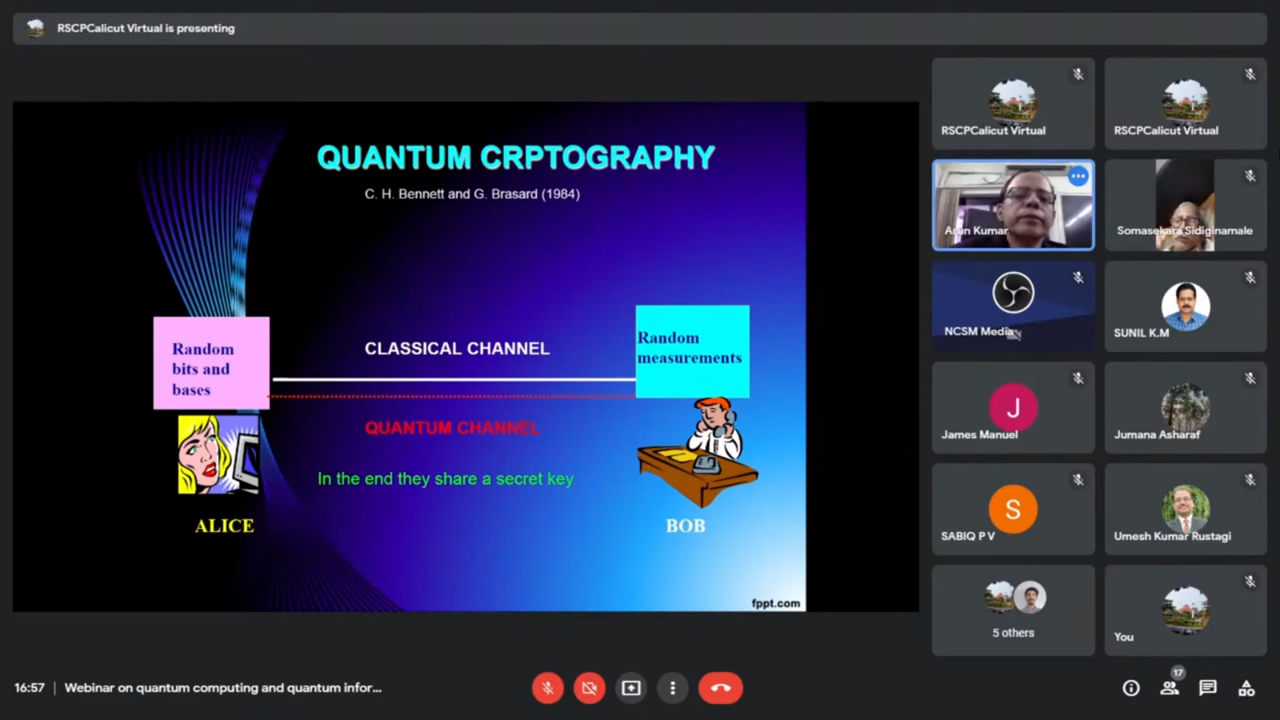 RSCPCalicut Virtual is presenting
QUANTUM CRPTOGRAPHY
C. H. Bennett and G. Brasard (1984)
Random
bits and
bases
CLASSICAL CHANNEL
Random
measurements
QUANTUM CHANNEL
In the end they share a secret key
ALICE
BOB
fppt.com
RSCPCalicut Virtual
RSCPCalicut Virtual
Arun Kumar
Somasekara Sidiginamale
NCSM Media
SUNIL K.M
J
James Manuel
Jumana Asharaf
S
SABIQ P V
Umesh Kumar Rustagi
5 others
You
16:57 | Webinar on quantum computing and quantum infor...
17